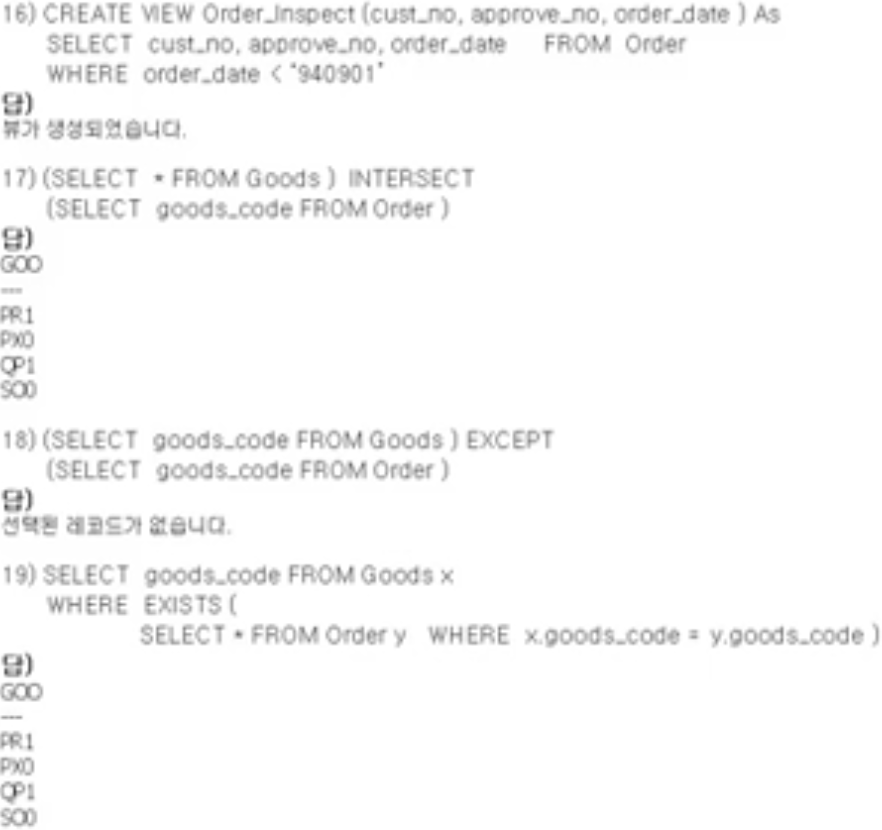 16) CREATE VIEW Order_Inspect (cust_no, approve_no, order_date ) As
SELECT cust_no, approve_no, order_date FROM Order
WHERE order_date < "940901"
답)
뷰가 생성되었습니다.
17) (SELECT * FROM Goods ) INTERSECT
(SELECT goods_code FROM Order )
답)
GOO
---
PR1
PX0
QP1
SO0
18) (SELECT goods_code FROM Goods ) EXCEPT
(SELECT goods_code FROM Order )
답)
선택된 레코드가 없습니다.
19) SELECT goods_code FROM Goods x
WHERE EXISTS (
SELECT * FROM Order y WHERE x.goods_code = y.goods_code )
답)
GOO
---
PR1
PX0
QP1
SO0